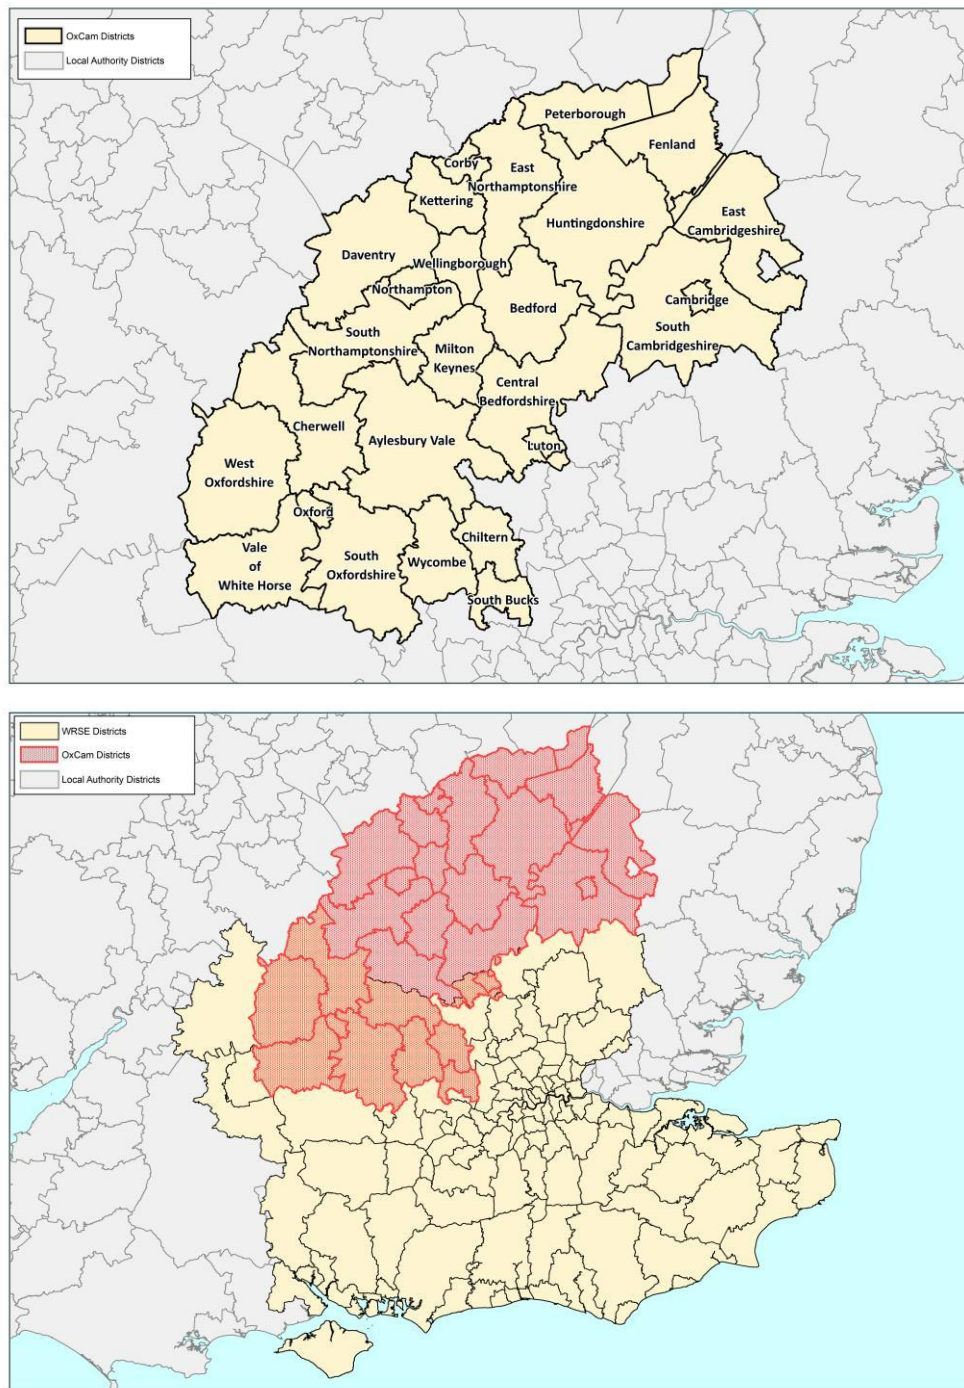 OxCam Districts
Local Authority Districts
Peterborough
Fenland
Corby
East
Northamptonshire
Kettering
Huntingdonshire
East
Cambridgeshire
Daventry
Wellingborough
Northampton
Cambridge
Bedford
South
Northamptonshire
South
Cambridgeshire
Milton
Keynes
Central
Bedfordshire
Cherwell
Aylesbury Vale
Luton
West
Oxfordshire
Oxford
Chiltern
Vale
of
White Horse
South
Oxfordshire
Wycombe
South Bucks
WRSE Districts
OxCam Districts
Local Authority Districts